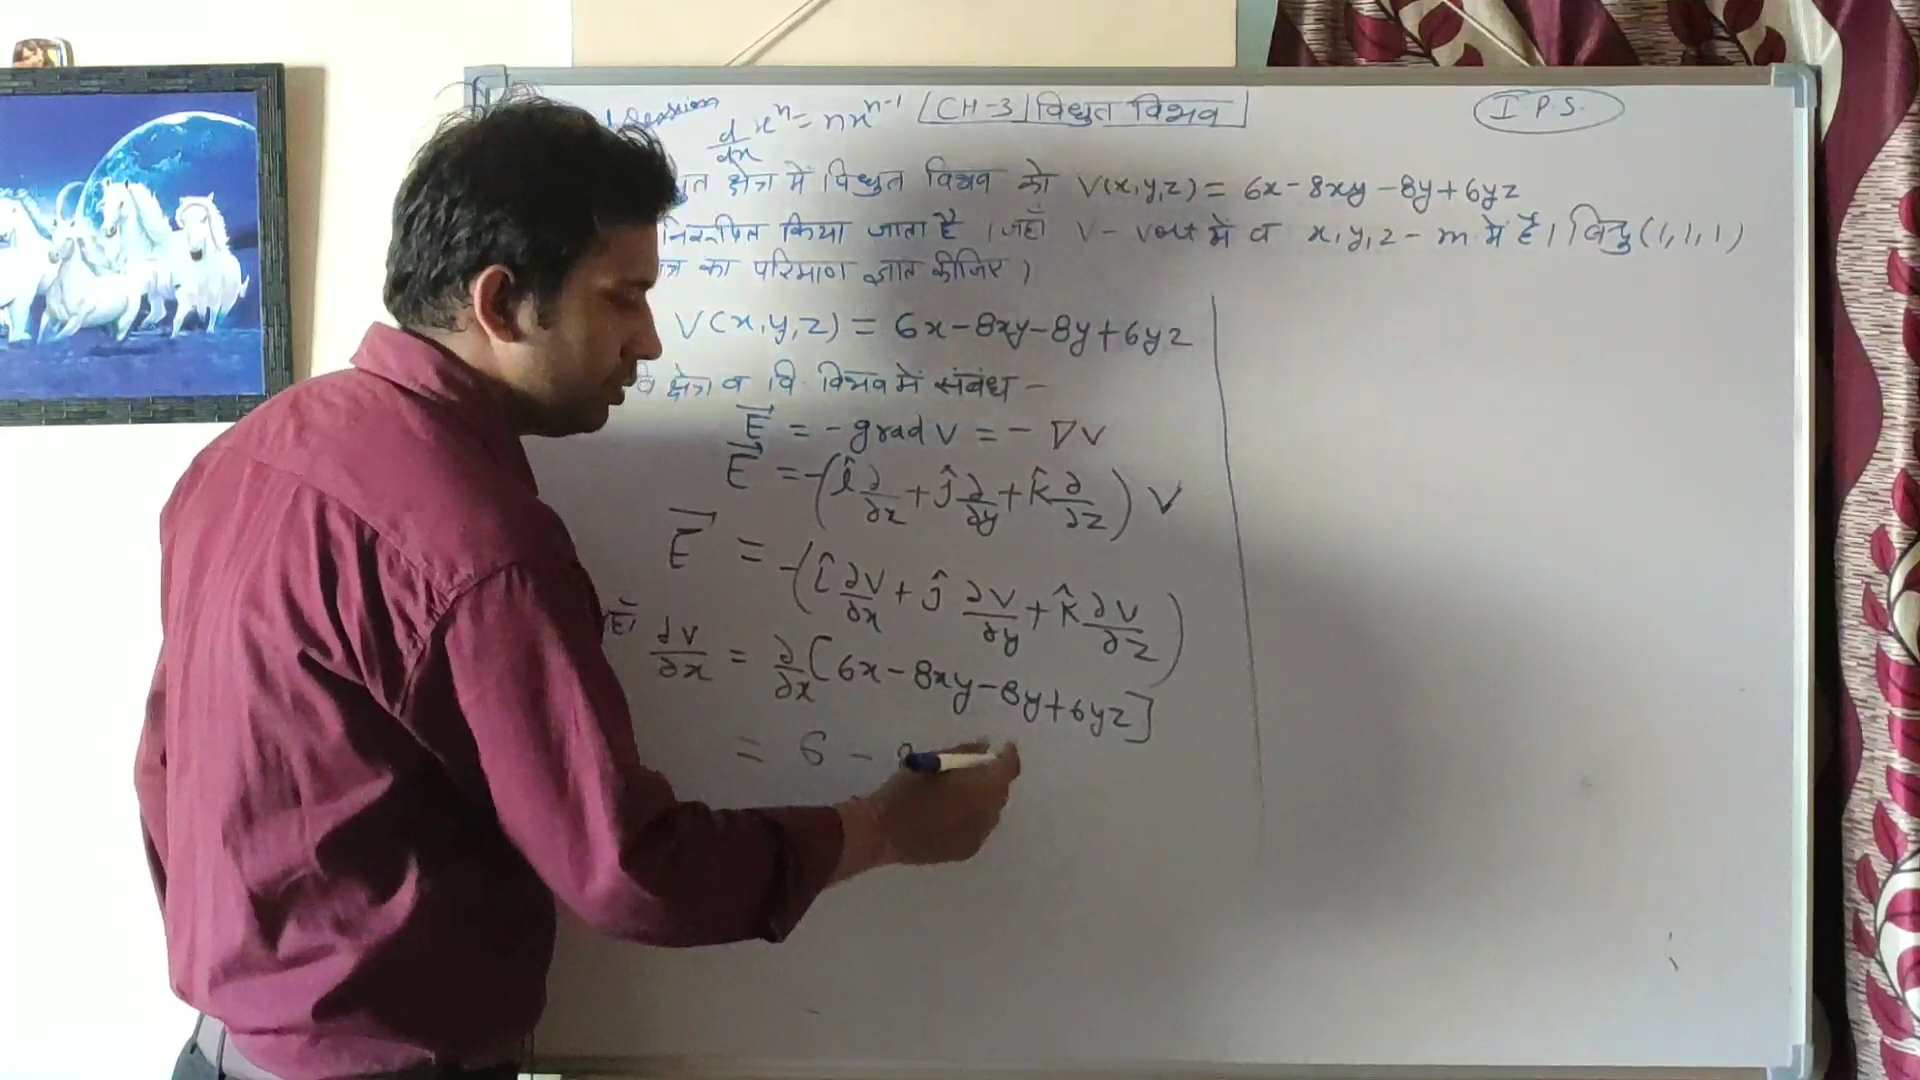 d/dx xⁿ = nxⁿ⁻¹ CH-3 विधुत विभव I P.S.
क्षेत्र में विधुत विभव को V(x,y,z) = 6x-8xy-8y+6yz
निरूपित किया जाता है । जहाँ V - Volt में व x,y,z - m. में है। बिन्दु (1,1,1)
का परिमाण ज्ञात कीजिए )
V(x,y,z) = 6x-8xy-8y+6yz
वि क्षेत्र व वि. विभव में संबंध -
E⃗ = -grad V = - ∇V
E⃗ = -(î ∂/∂x + ĵ ∂/∂y + k̂ ∂/∂z) V
E⃗ = -(î ∂V/∂x + ĵ ∂V/∂y + k̂ ∂V/∂z)
∂V/∂x = ∂/∂x [6x-8xy-8y+6yz]
= 6 -